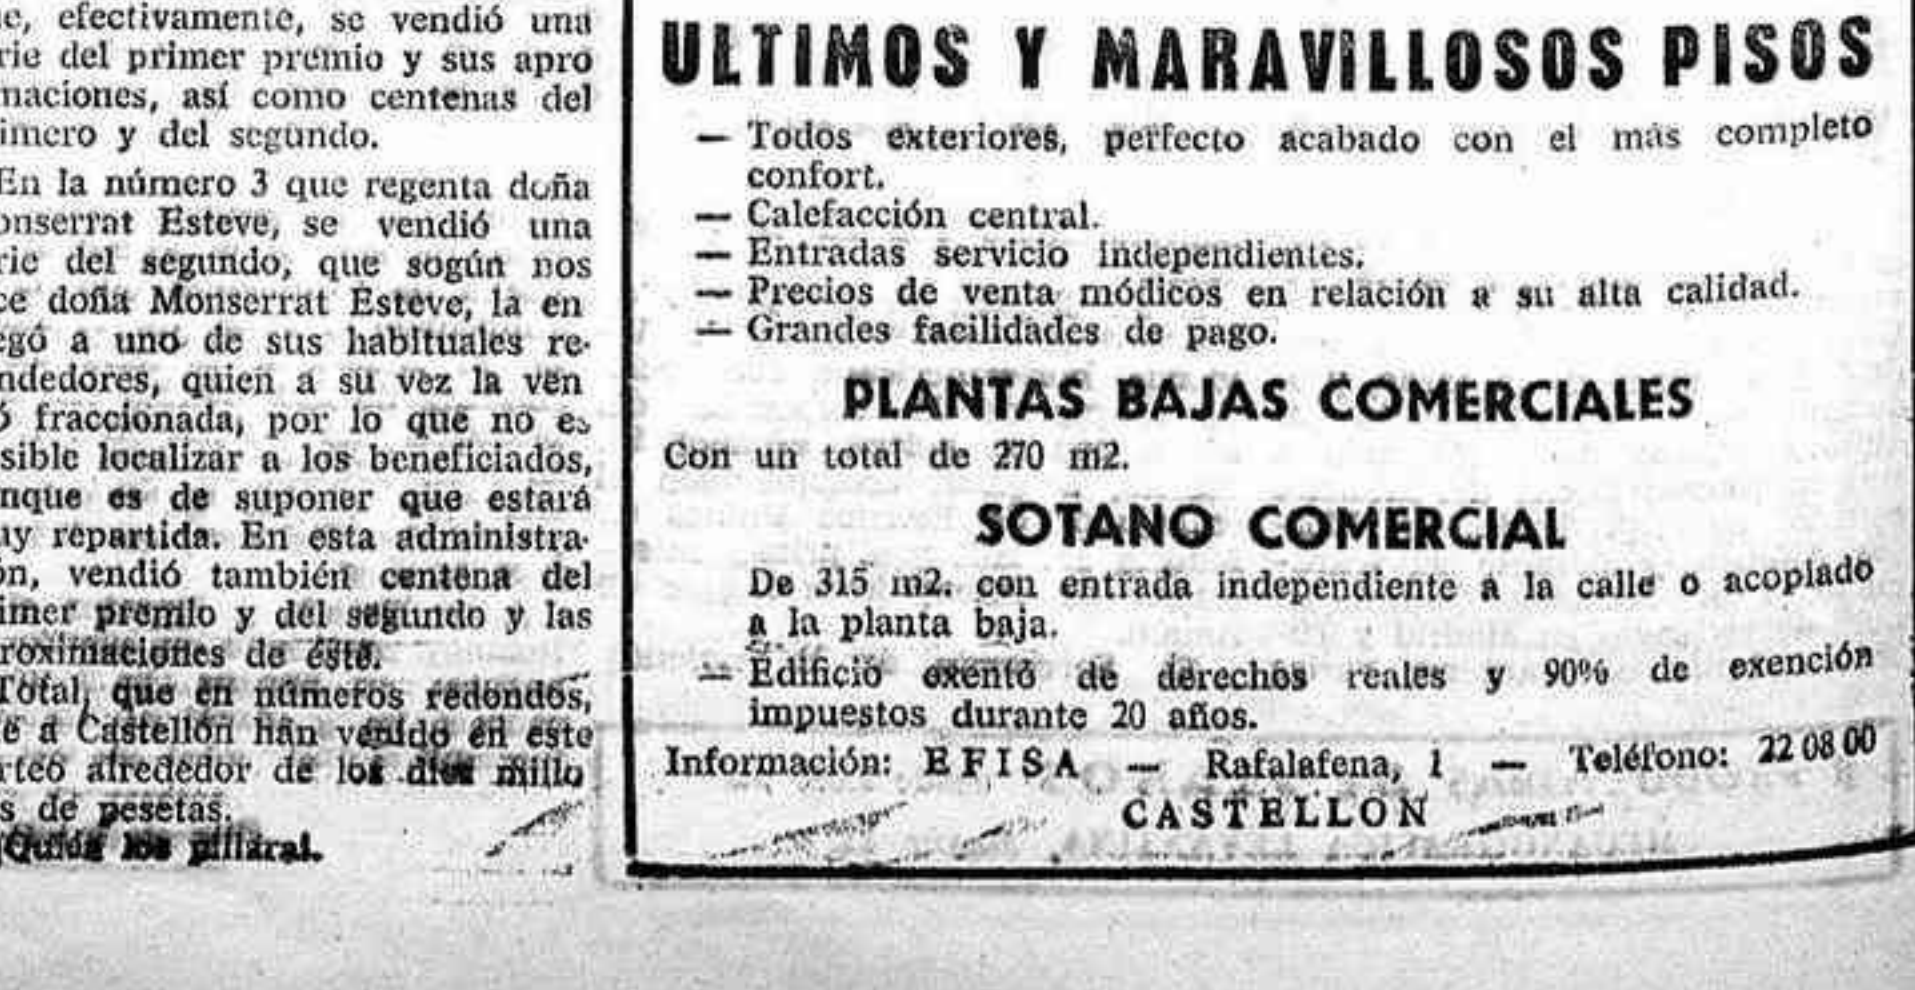 ue, efectivamente, se vendió una
rie del primer premio y sus apro
maciones, así como centenas del
imero y del segundo.
En la número 3 que regenta doña
onserrat Esteve, se vendió una
rie del segundo, que sogún nos
ce doña Monserrat Esteve, la en
egó a uno de sus habituales re-
ndedores, quien a su vez la ven
ó fraccionada, por lo que no es
sible localizar a los beneficiados,
nque es de suponer que estará
uy repartida. En esta administra-
ón, vendió también centena del
imer premio y del segundo y las
roximaciones de éste.
Total, que en números redondos,
e a Castellón han venido en este
rteo alrededor de los diez millo
s de pesetas.
¡Quién los pillara!.
ULTIMOS Y MARAVILLOSOS PISOS
— Todos exteriores, perfecto acabado con el más completo
confort.
— Calefacción central.
— Entradas servicio independientes.
— Precios de venta módicos en relación a su alta calidad.
— Grandes facilidades de pago.
PLANTAS BAJAS COMERCIALES
Con un total de 270 m2.
SOTANO COMERCIAL
De 315 m2. con entrada independiente a la calle o acoplado
a la planta baja.
— Edificio exento de derechos reales y 90% de exención
impuestos durante 20 años.
Información: EFISA — Rafalafena, 1 — Teléfono: 22 08 00
CASTELLON